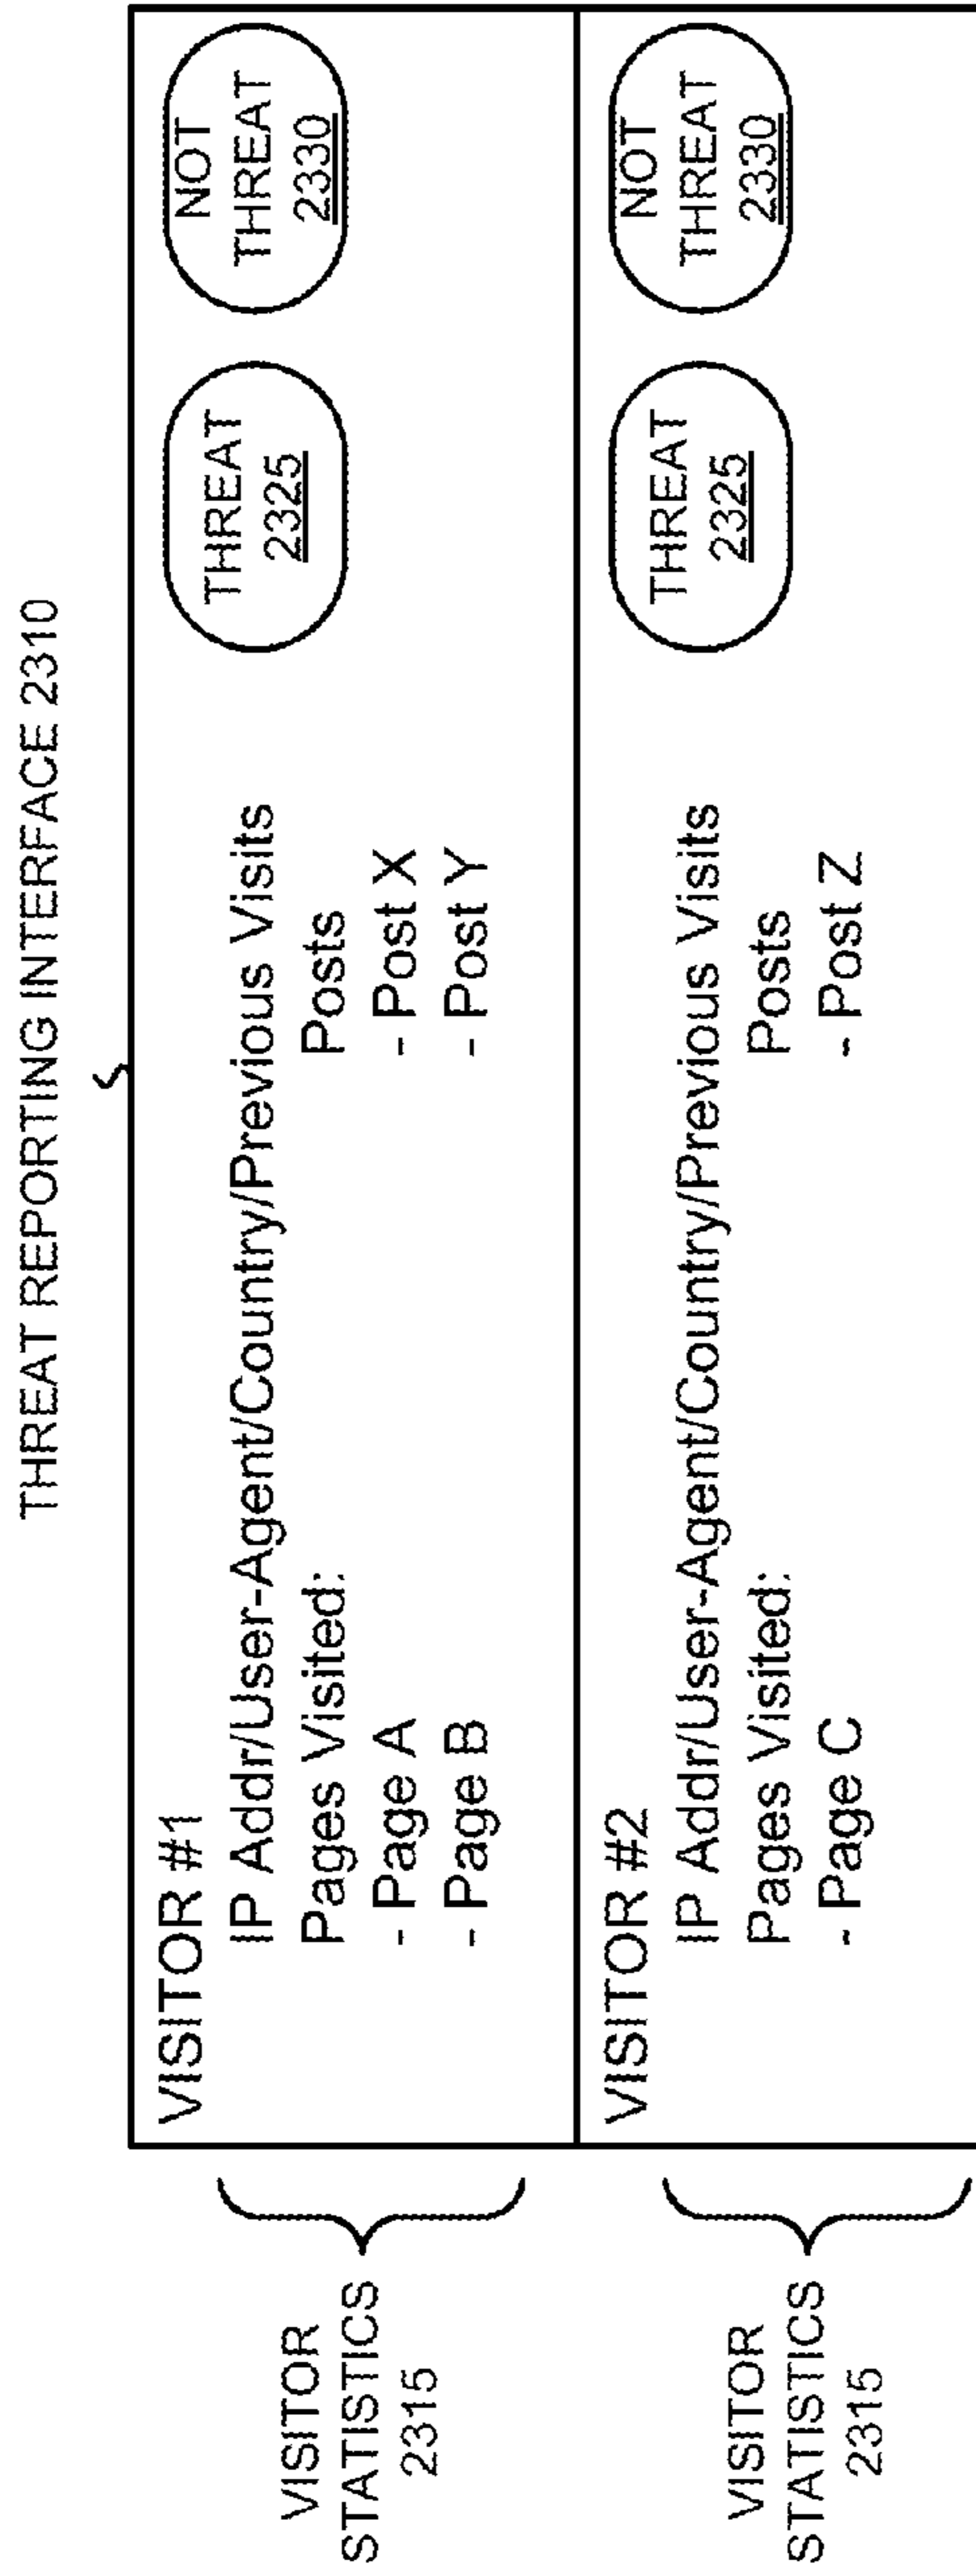 THREAT REPORTING INTERFACE 2310
VISITOR #1
THREAT
2325
NOT
THREAT
2330
IP Addr/User-Agent/Country/Previous Visits
Pages Visited:
Posts
- Page A
- Post X
- Page B
- Post Y
VISITOR
STATISTICS
2315
VISITOR #2
THREAT
2325
NOT
THREAT
2330
IP Addr/User-Agent/Country/Previous Visits
Pages Visited:
Posts
- Page C
- Post Z
VISITOR
STATISTICS
2315